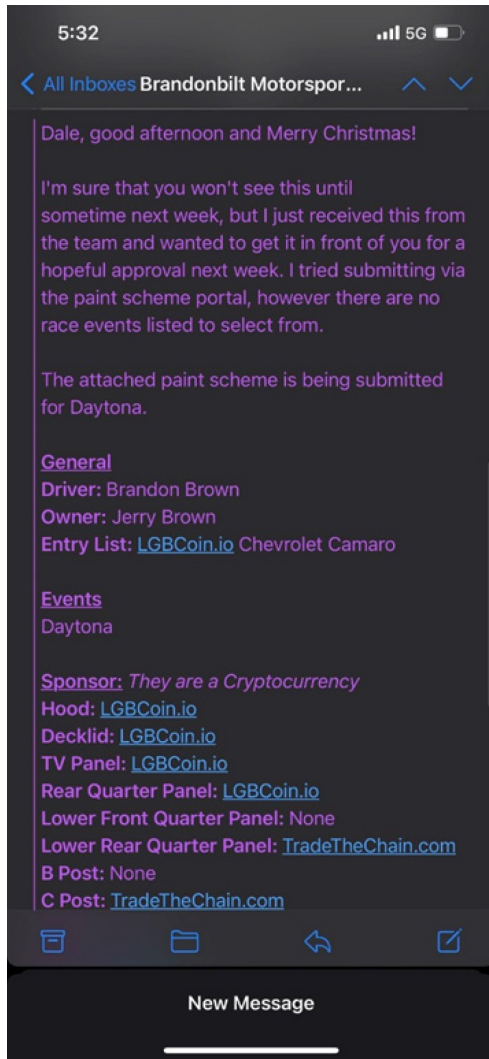 5:32
5G
All Inboxes Brandonbilt Motorspor...
Dale, good afternoon and Merry Christmas!
I'm sure that you won't see this until
sometime next week, but I just received this from
the team and wanted to get it in front of you for a
hopeful approval next week. I tried submitting via
the paint scheme portal, however there are no
race events listed to select from.
The attached paint scheme is being submitted
for Daytona.
General
Driver: Brandon Brown
Owner: Jerry Brown
Entry List: LGBCoin.io Chevrolet Camaro
Events
Daytona
Sponsor: They are a Cryptocurrency
Hood: LGBCoin.io
Decklid: LGBCoin.io
TV Panel: LGBCoin.io
Rear Quarter Panel: LGBCoin.io
Lower Front Quarter Panel: None
Lower Rear Quarter Panel: TradeTheChain.com
B Post: None
C Post: TradeTheChain.com
New Message